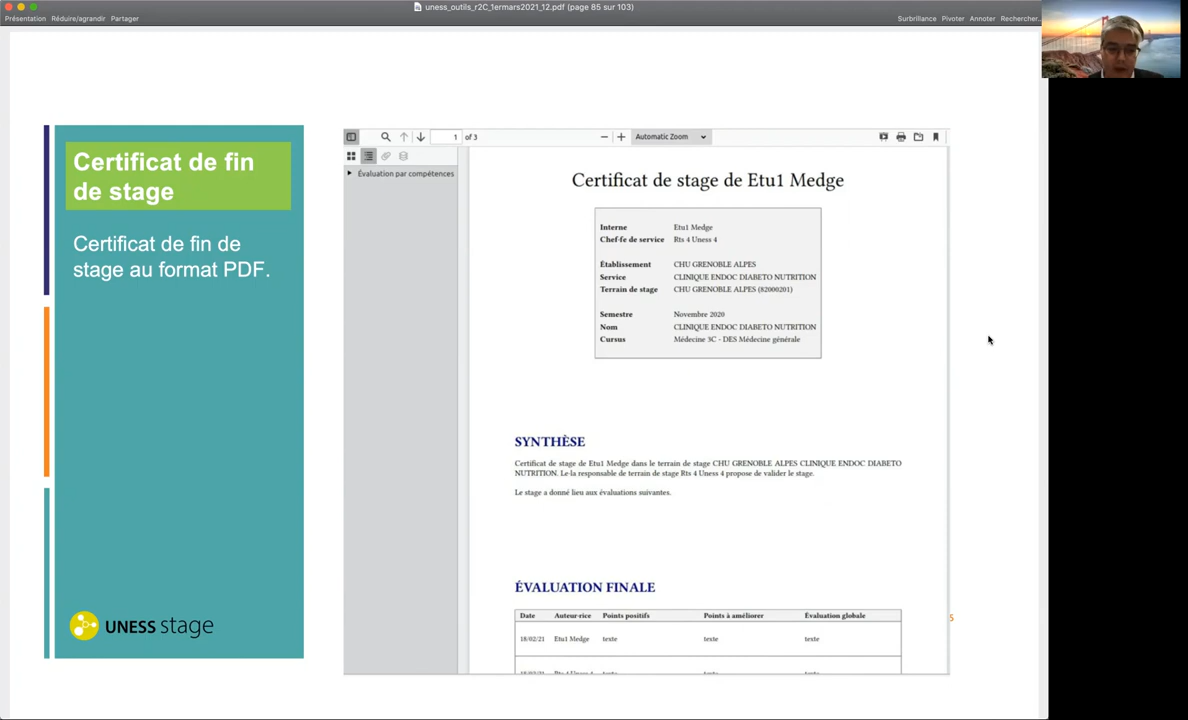 uness_outils_r2C_1ermars2021_12.pdf (page 85 sur 103)
Présentation Réduire/agrandir Partager
Surbrillance Pivoter Annoter Rechercher...
Certificat de fin
de stage
Certificat de fin de
stage au format PDF.
UNESS stage
1 of 3
Automatic Zoom
Évaluation par compétences
Certificat de stage de Etu1 Medge
Interne Etu1 Medge
Chef·fe de service Rts 4 Uness 4
Établissement CHU GRENOBLE ALPES
Service CLINIQUE ENDOC DIABETO NUTRITION
Terrain de stage CHU GRENOBLE ALPES (82000201)
Semestre Novembre 2020
Nom CLINIQUE ENDOC DIABETO NUTRITION
Cursus Médecine 3C - DES Médecine générale
SYNTHÈSE
Certificat de stage de Etu1 Medge dans le terrain de stage CHU GRENOBLE ALPES CLINIQUE ENDOC DIABETO
NUTRITION. Le·la responsable de terrain de stage Rts 4 Uness 4 propose de valider le stage.
Le stage a donné lieu aux évaluations suivantes.
ÉVALUATION FINALE
Date Auteur·rice Points positifs Points à améliorer Évaluation globale
18/02/21 Etu1 Medge texte texte texte
5